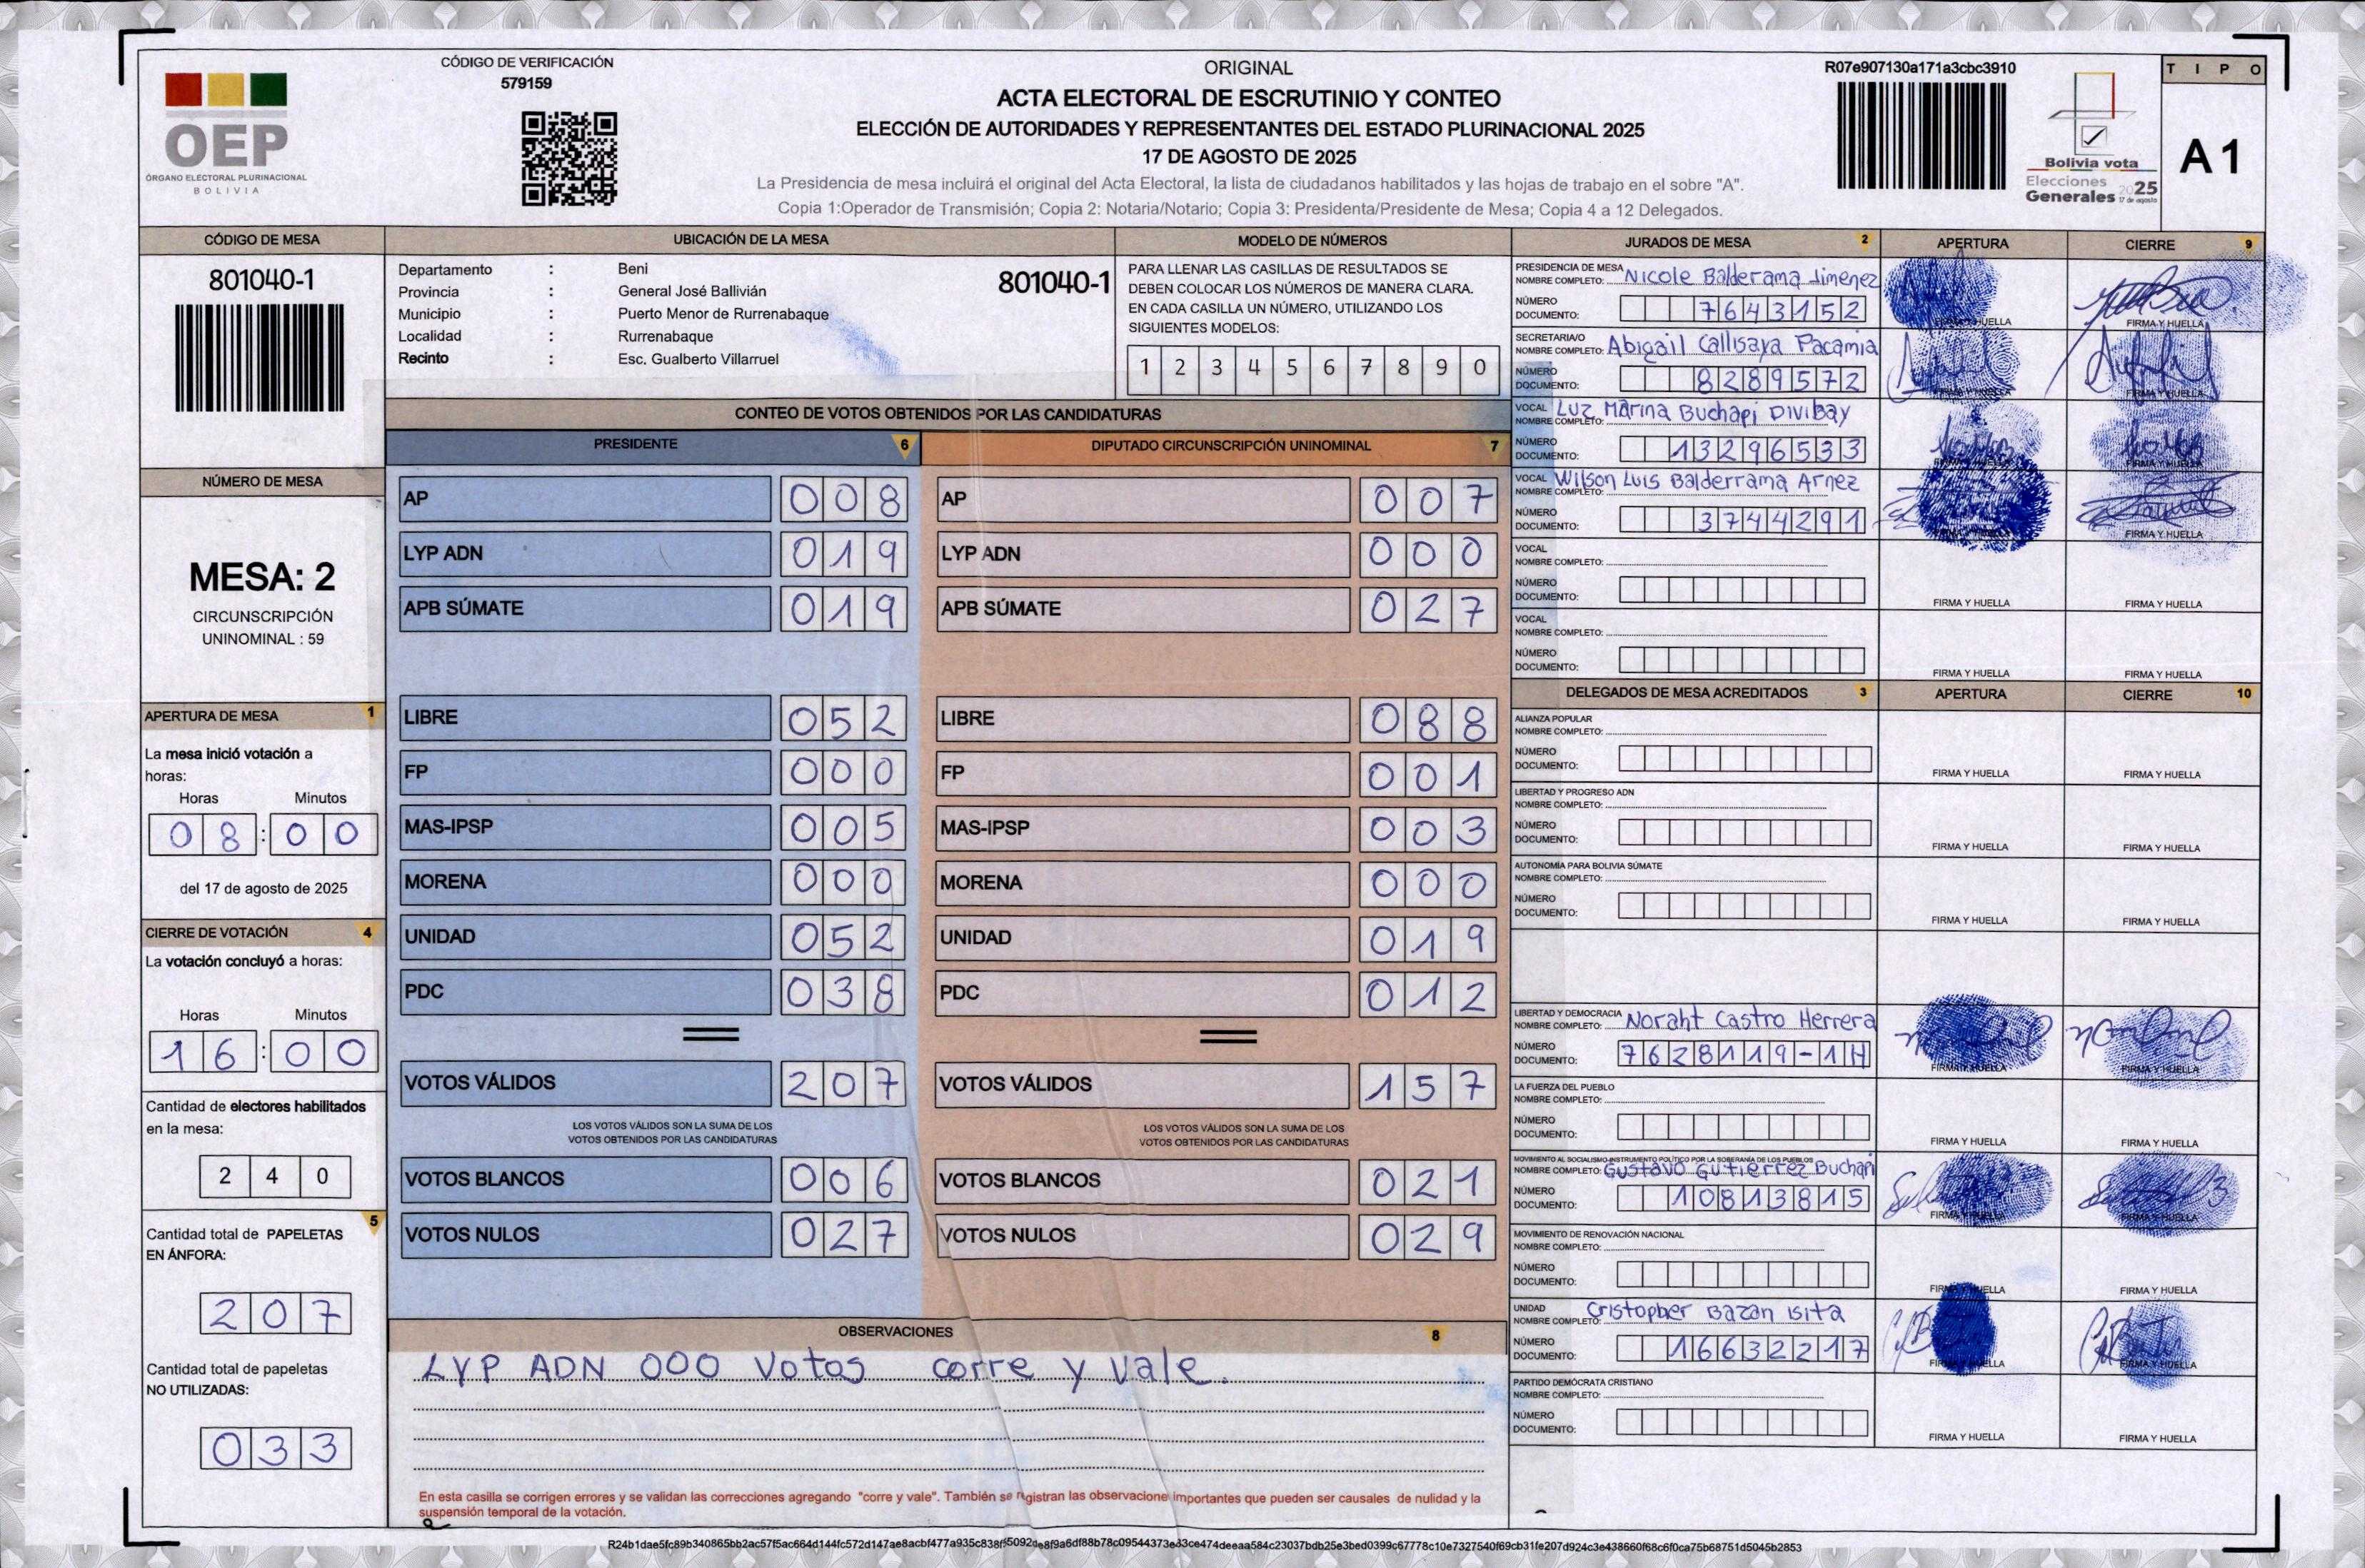 CÓDIGO DE VERIFICACIÓN
579159
OEP
ÓRGANO ELECTORAL PLURINACIONAL
BOLIVIA
ORIGINAL
ACTA ELECTORAL DE ESCRUTINIO Y CONTEO
ELECCIÓN DE AUTORIDADES Y REPRESENTANTES DEL ESTADO PLURINACIONAL 2025
17 DE AGOSTO DE 2025
La Presidencia de mesa incluirá el original del Acta Electoral, la lista de ciudadanos habilitados y las hojas de trabajo en el sobre "A".
Copia 1:Operador de Transmisión; Copia 2: Notaria/Notario; Copia 3: Presidenta/Presidente de Mesa; Copia 4 a 12 Delegados.
R07e907130a171a3cbc3910
Bolivia vota
Elecciones
Generales 2025
17 de agosto
TIPO
A 1
CÓDIGO DE MESA
801040-1
NÚMERO DE MESA
MESA: 2
CIRCUNSCRIPCIÓN
UNINOMINAL : 59
APERTURA DE MESA 1
La mesa inició votación a
horas:
Horas Minutos
08:00
del 17 de agosto de 2025
CIERRE DE VOTACIÓN 4
La votación concluyó a horas:
Horas Minutos
16:00
Cantidad de electores habilitados
en la mesa:
240
5
Cantidad total de PAPELETAS
EN ÁNFORA:
207
Cantidad total de papeletas
NO UTILIZADAS:
033
UBICACIÓN DE LA MESA
Departamento : Beni 801040-1
Provincia : General José Ballivián
Municipio : Puerto Menor de Rurrenabaque
Localidad : Rurrenabaque
Recinto : Esc. Gualberto Villarruel
MODELO DE NÚMEROS
PARA LLENAR LAS CASILLAS DE RESULTADOS SE
DEBEN COLOCAR LOS NÚMEROS DE MANERA CLARA.
EN CADA CASILLA UN NÚMERO, UTILIZANDO LOS
SIGUIENTES MODELOS:
1 2 3 4 5 6 7 8 9 0
CONTEO DE VOTOS OBTENIDOS POR LAS CANDIDATURAS
PRESIDENTE 6 DIPUTADO CIRCUNSCRIPCIÓN UNINOMINAL 7
AP 008 AP 007
LYP ADN 019 LYP ADN 000
APB SÚMATE 019 APB SÚMATE 027
LIBRE 052 LIBRE 088
FP 000 FP 001
MAS-IPSP 005 MAS-IPSP 003
MORENA 000 MORENA 000
UNIDAD 052 UNIDAD 019
PDC 038 PDC 012
VOTOS VÁLIDOS 207 VOTOS VÁLIDOS 157
LOS VOTOS VÁLIDOS SON LA SUMA DE LOS LOS VOTOS VÁLIDOS SON LA SUMA DE LOS
VOTOS OBTENIDOS POR LAS CANDIDATURAS VOTOS OBTENIDOS POR LAS CANDIDATURAS
VOTOS BLANCOS 006 VOTOS BLANCOS 021
VOTOS NULOS 027 VOTOS NULOS 029
OBSERVACIONES 8
LYP ADN 000 Votos corre y vale.
En esta casilla se corrigen errores y se validan las correcciones agregando "corre y vale". También se registran las observaciones importantes que pueden ser causales de nulidad y la
suspensión temporal de la votación.
JURADOS DE MESA 2 APERTURA CIERRE 9
PRESIDENCIA DE MESA
NOMBRE COMPLETO: Nicole Balderama Jimenez
NÚMERO
DOCUMENTO: 7643152
FIRMA Y HUELLA FIRMA Y HUELLA
SECRETARIA/O
NOMBRE COMPLETO: Abigail Callisaya Pacamia
NÚMERO
DOCUMENTO: 8289572
FIRMA Y HUELLA FIRMA Y HUELLA
VOCAL
NOMBRE COMPLETO: Luz Marina Buchapi Divibay
NÚMERO
DOCUMENTO: 13296533
FIRMA Y HUELLA FIRMA Y HUELLA
VOCAL
NOMBRE COMPLETO: Wilson Luis Balderrama Arnez
NÚMERO
DOCUMENTO: 3744291
FIRMA Y HUELLA FIRMA Y HUELLA
VOCAL
NOMBRE COMPLETO:
NÚMERO
DOCUMENTO:
FIRMA Y HUELLA FIRMA Y HUELLA
VOCAL
NOMBRE COMPLETO:
NÚMERO
DOCUMENTO:
FIRMA Y HUELLA FIRMA Y HUELLA
DELEGADOS DE MESA ACREDITADOS 3 APERTURA CIERRE 10
ALIANZA POPULAR
NOMBRE COMPLETO:
NÚMERO
DOCUMENTO:
FIRMA Y HUELLA FIRMA Y HUELLA
LIBERTAD Y PROGRESO ADN
NOMBRE COMPLETO:
NÚMERO
DOCUMENTO:
FIRMA Y HUELLA FIRMA Y HUELLA
AUTONOMÍA PARA BOLIVIA SÚMATE
NOMBRE COMPLETO:
NÚMERO
DOCUMENTO:
FIRMA Y HUELLA FIRMA Y HUELLA
LIBERTAD Y DEMOCRACIA
NOMBRE COMPLETO: Noraht Castro Herrera
NÚMERO
DOCUMENTO: 7628119-1H
FIRMA Y HUELLA FIRMA Y HUELLA
LA FUERZA DEL PUEBLO
NOMBRE COMPLETO:
NÚMERO
DOCUMENTO:
FIRMA Y HUELLA FIRMA Y HUELLA
MOVIMIENTO AL SOCIALISMO-INSTRUMENTO POLÍTICO POR LA SOBERANÍA DE LOS PUEBLOS
NOMBRE COMPLETO: Gustavo Gutierrez Buchapi
NÚMERO
DOCUMENTO: 10813815
FIRMA Y HUELLA FIRMA Y HUELLA
MOVIMIENTO DE RENOVACIÓN NACIONAL
NOMBRE COMPLETO:
NÚMERO
DOCUMENTO:
FIRMA Y HUELLA FIRMA Y HUELLA
UNIDAD
NOMBRE COMPLETO: Cristopher Bazan Isita
NÚMERO
DOCUMENTO: 16632217
FIRMA Y HUELLA FIRMA Y HUELLA
PARTIDO DEMÓCRATA CRISTIANO
NOMBRE COMPLETO:
NÚMERO
DOCUMENTO:
FIRMA Y HUELLA FIRMA Y HUELLA